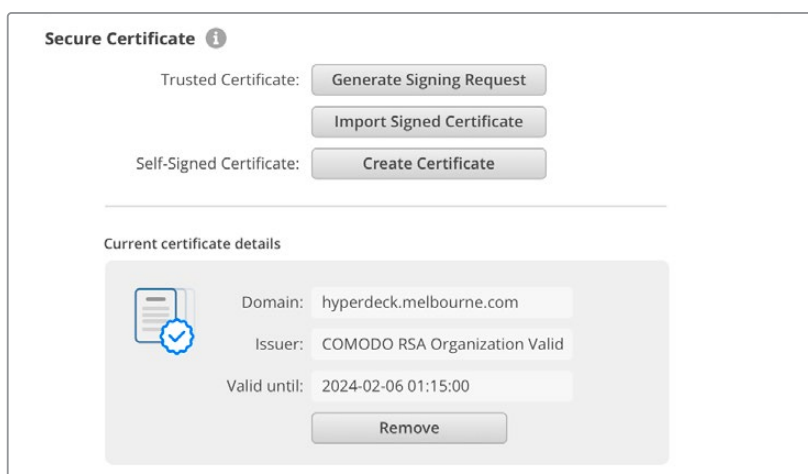 Secure Certificate
Trusted Certificate: Generate Signing Request
Import Signed Certificate
Self-Signed Certificate: Create Certificate
Current certificate details
Domain: hyperdeck.melbourne.com
Issuer: COMODO RSA Organization Valid
Valid until: 2024-02-06 01:15:00
Remove